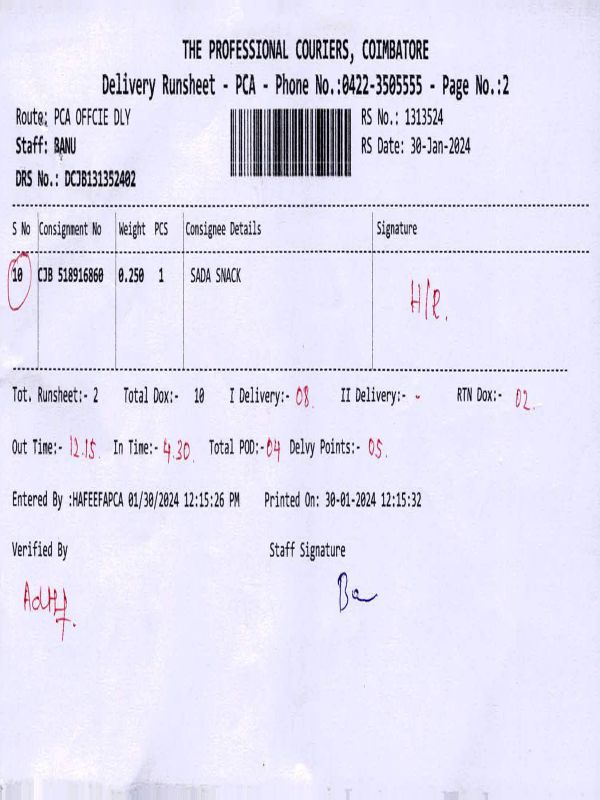 THE PROFESSIONAL COURIERS, COIMBATORE
Delivery Runsheet - PCA - Phone No.:0422-3505555 - Page No.:2
Route: PCA OFFCIE DLY RS No.: 1313524
Staff: BANU RS Date: 30-Jan-2024
DRS No.: DCJB131352402
S No Consignment No Weight PCS Consignee Details Signature
10 CJB 518916860 0.250 1 SADA SNACK H/R.
Tot. Runsheet:- 2 Total Dox:- 10 I Delivery:- 08. II Delivery:- - RTN Dox:- 02.
Out Time:- 12.15. In Time:- 4.30. Total POD:- 04 Delvy Points:- 05.
Entered By :HAFEEFAPCA 01/30/2024 12:15:26 PM Printed On: 30-01-2024 12:15:32
Verified By Staff Signature
Ba